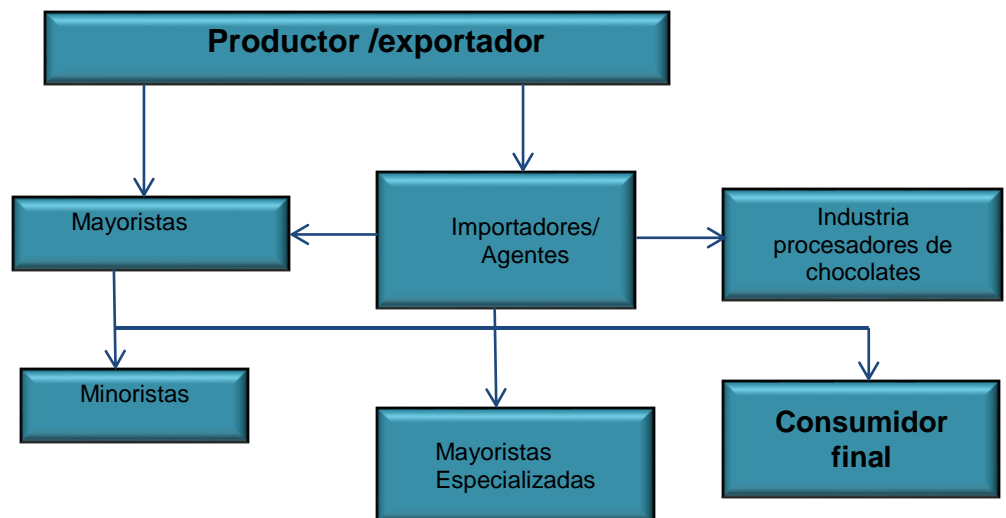 Productor /exportador
Mayoristas
Importadores/
Agentes
Industria
procesadores de
chocolates
Minoristas
Mayoristas
Especializadas
Consumidor
final